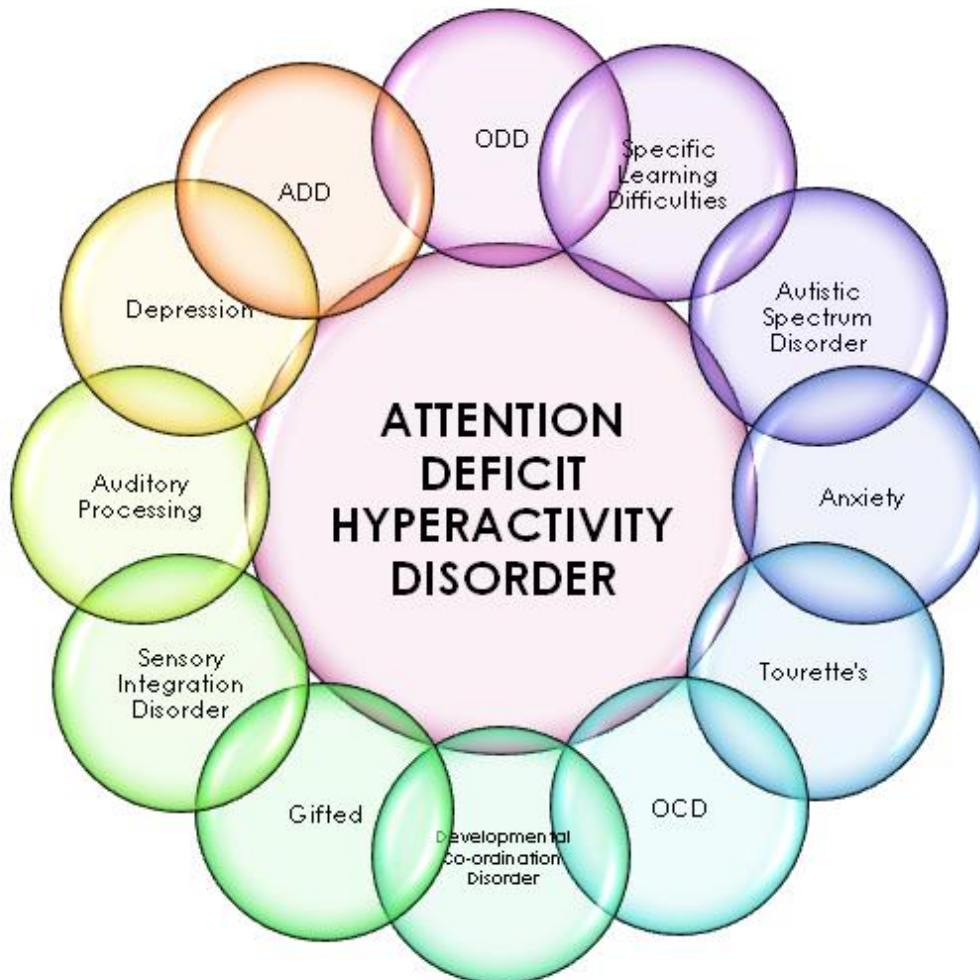 ODD
Specific
Learning
Difficulties
Autistic
Spectrum
Disorder
Anxiety
Tourette's
OCD
Developmental
Co-ordination
Disorder
Gifted
Sensory
Integration
Disorder
Auditory
Processing
Depression
ADD
ATTENTION
DEFICIT
HYPERACTIVITY
DISORDER